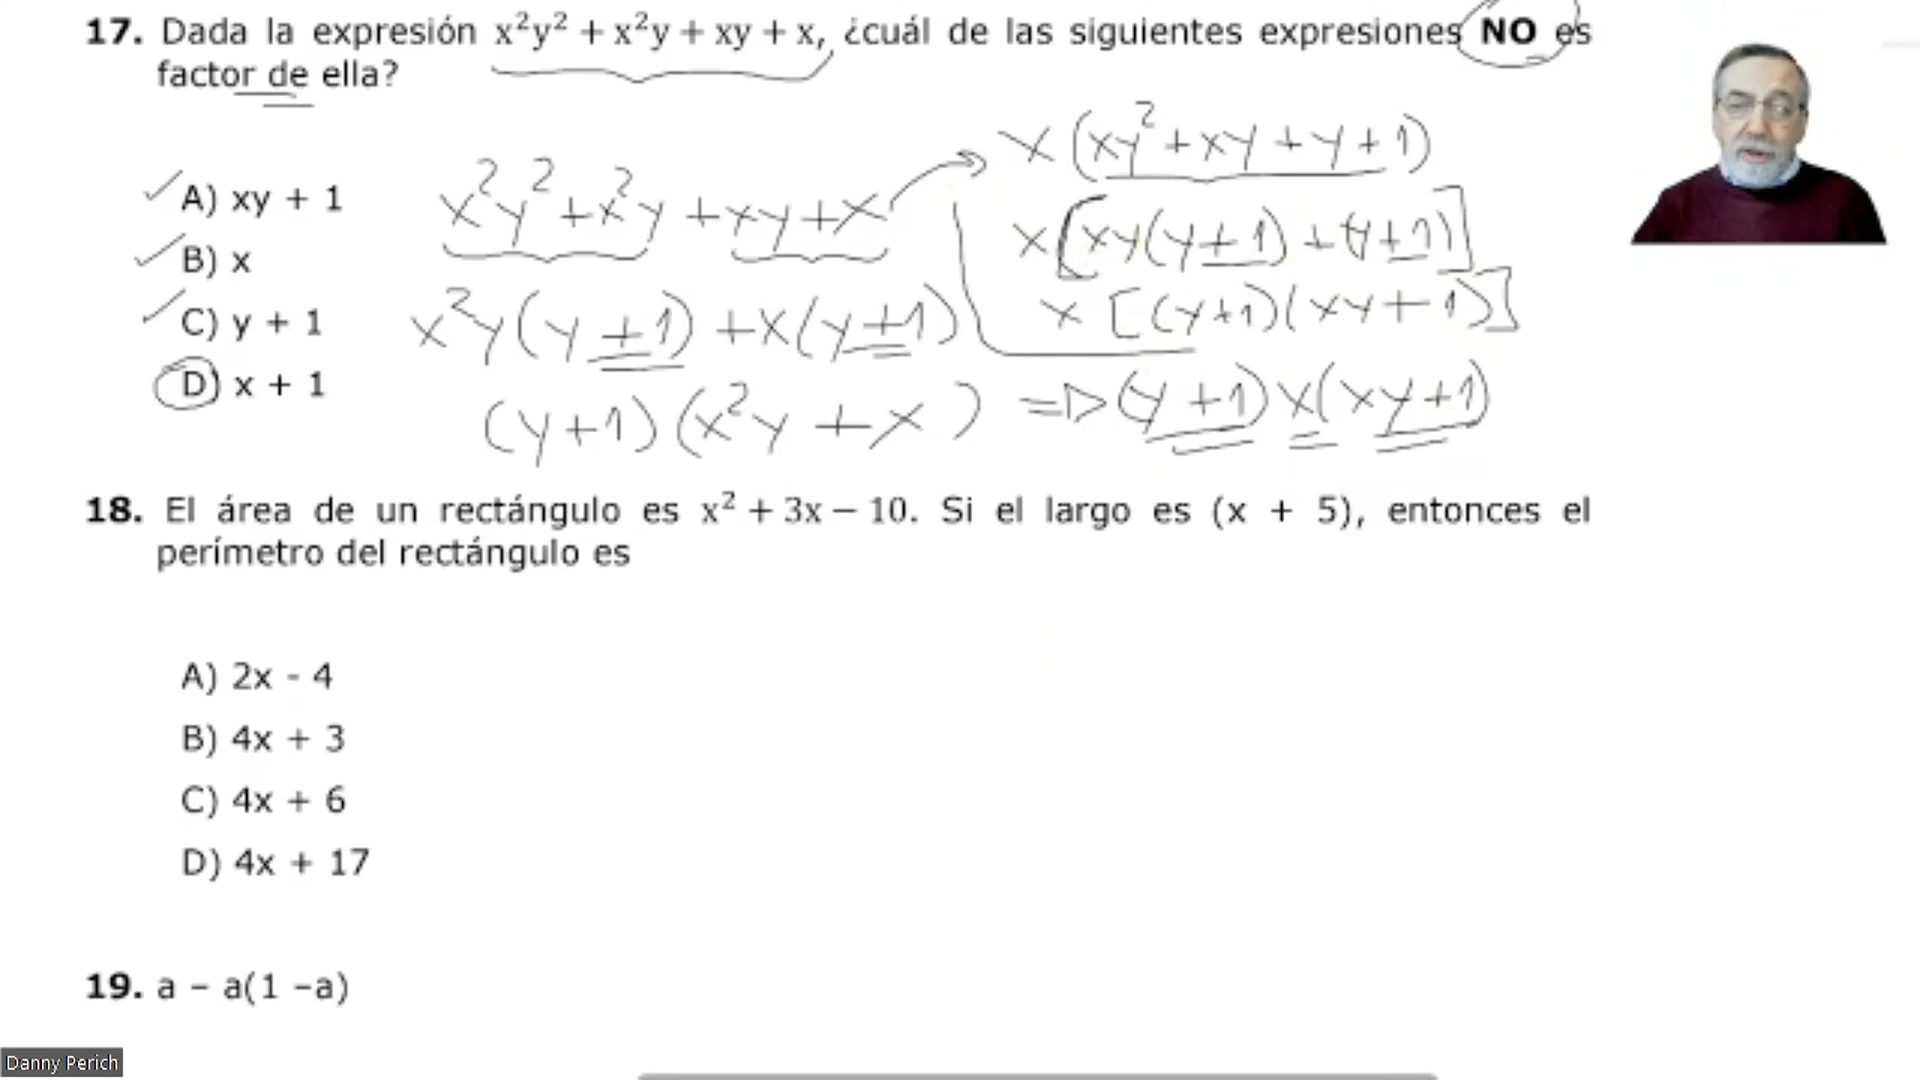 17. Dada la expresión x²y² + x²y + xy + x, ¿cuál de las siguientes expresiones NO es
factor de ella?
x(xy²+xy+y+1)
A) xy + 1
x²y²+x²y+xy+x
x[xy(y+1)+(y+1)]
B) x
C) y + 1
x²y(y+1)+x(y+1)
x[(y+1)(xy+1)]
D) x + 1
(y+1)(x²y+x)
=> (y+1)x(xy+1)
18. El área de un rectángulo es x² + 3x – 10. Si el largo es (x + 5), entonces el
perímetro del rectángulo es
A) 2x - 4
B) 4x + 3
C) 4x + 6
D) 4x + 17
19. a – a(1 –a)
Danny Perich